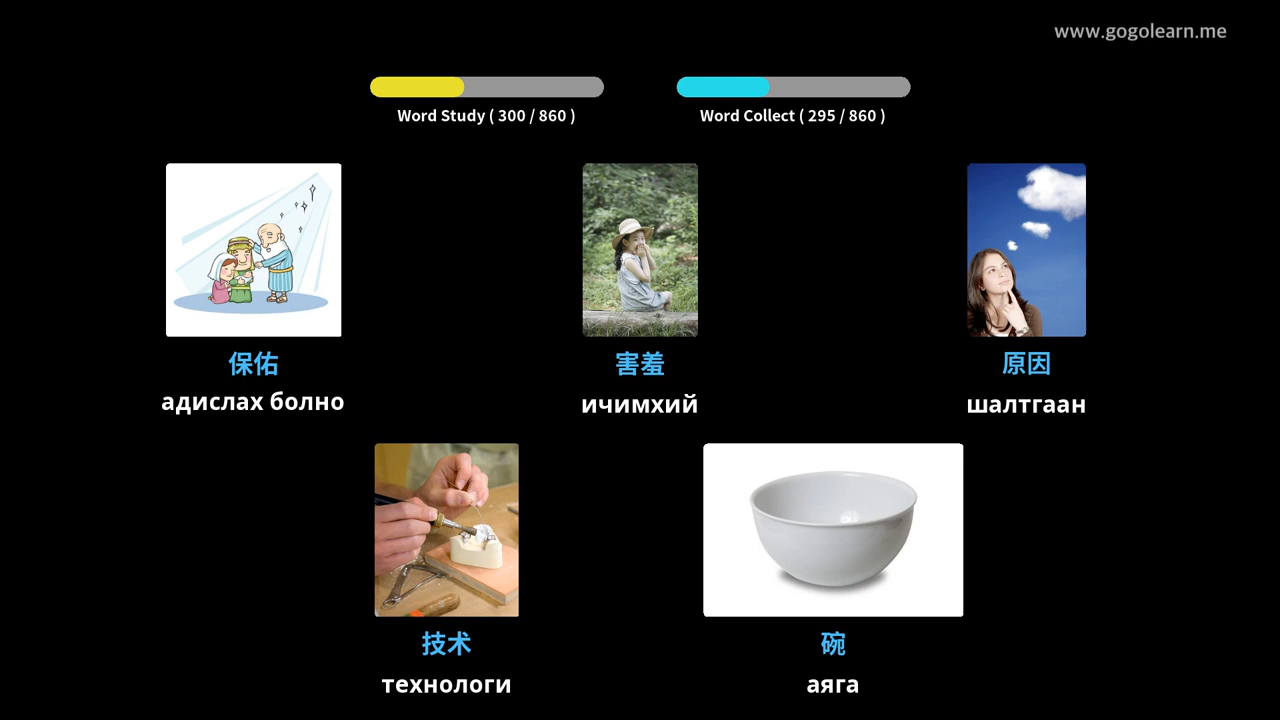 www.gogolearn.me
Word Study ( 300 / 860 )
Word Collect ( 295 / 860 )
保佑
害羞
原因
адислах болно
ичимхий
шалтгаан
技术
碗
технологи
аяга